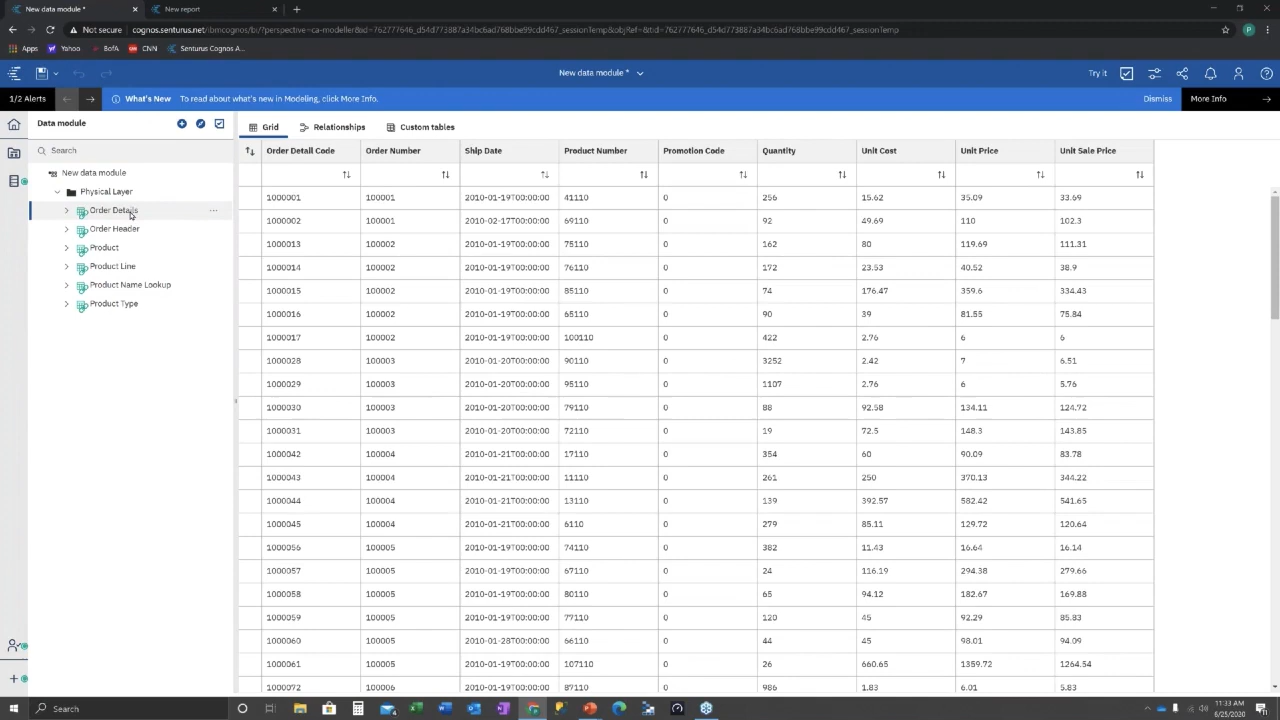 New data module *
New report
Not secure cognos.senturus.net/ibmcognos/bi/?perspective=ca-modeller&id=762777646_d54d773887a34bc6ad768bbe99cdd467_sessionTemp&objRef=&tid=762777646_d54d773887a34bc6ad768bbe99cdd467_sessionTemp
P
Apps Yahoo BofA CNN Senturus Cognos A...
New data module * Try it
1/2 Alerts What's New To read about what's new in Modeling, click More Info. Dismiss More Info
Data module
Search
New data module
Physical Layer
Order Details
Order Header
Product
Product Line
Product Name Lookup
Product Type
Grid Relationships Custom tables
Order Detail Code Order Number Ship Date Product Number Promotion Code Quantity Unit Cost Unit Price Unit Sale Price
1000001 100001 2010-01-19T00:00:00 41110 0 256 15.62 35.09 33.69
1000002 100001 2010-02-17T00:00:00 69110 0 92 49.69 110 102.3
1000013 100002 2010-01-19T00:00:00 75110 0 162 80 119.69 111.31
1000014 100002 2010-01-19T00:00:00 76110 0 172 23.53 40.52 38.9
1000015 100002 2010-01-19T00:00:00 85110 0 74 176.47 359.6 334.43
1000016 100002 2010-01-19T00:00:00 65110 0 90 39 81.55 75.84
1000017 100002 2010-01-19T00:00:00 100110 0 422 2.76 6 6
1000028 100003 2010-01-20T00:00:00 90110 0 3252 2.42 7 6.51
1000029 100003 2010-01-20T00:00:00 95110 0 1107 2.76 6 5.76
1000030 100003 2010-01-20T00:00:00 79110 0 88 92.58 134.11 124.72
1000031 100003 2010-01-20T00:00:00 72110 0 19 72.5 148.3 143.85
1000042 100004 2010-01-21T00:00:00 17110 0 354 60 90.09 83.78
1000043 100004 2010-01-21T00:00:00 11110 0 261 250 370.13 344.22
1000044 100004 2010-01-21T00:00:00 13110 0 139 392.57 582.42 541.65
1000045 100004 2010-01-21T00:00:00 6110 0 279 85.11 129.72 120.64
1000056 100005 2010-01-19T00:00:00 74110 0 382 11.43 16.64 16.14
1000057 100005 2010-01-19T00:00:00 67110 0 24 116.19 294.38 279.66
1000058 100005 2010-01-19T00:00:00 80110 0 65 94.12 182.67 169.88
1000059 100005 2010-01-19T00:00:00 77110 0 120 45 92.29 85.83
1000060 100005 2010-01-28T00:00:00 66110 0 44 45 98.01 94.09
1000061 100005 2010-01-19T00:00:00 107110 0 26 660.65 1359.72 1264.54
1000072 100006 2010-01-19T00:00:00 87110 0 986 1.83 6.01 5.83
Search
11:33 AM
6/25/2020